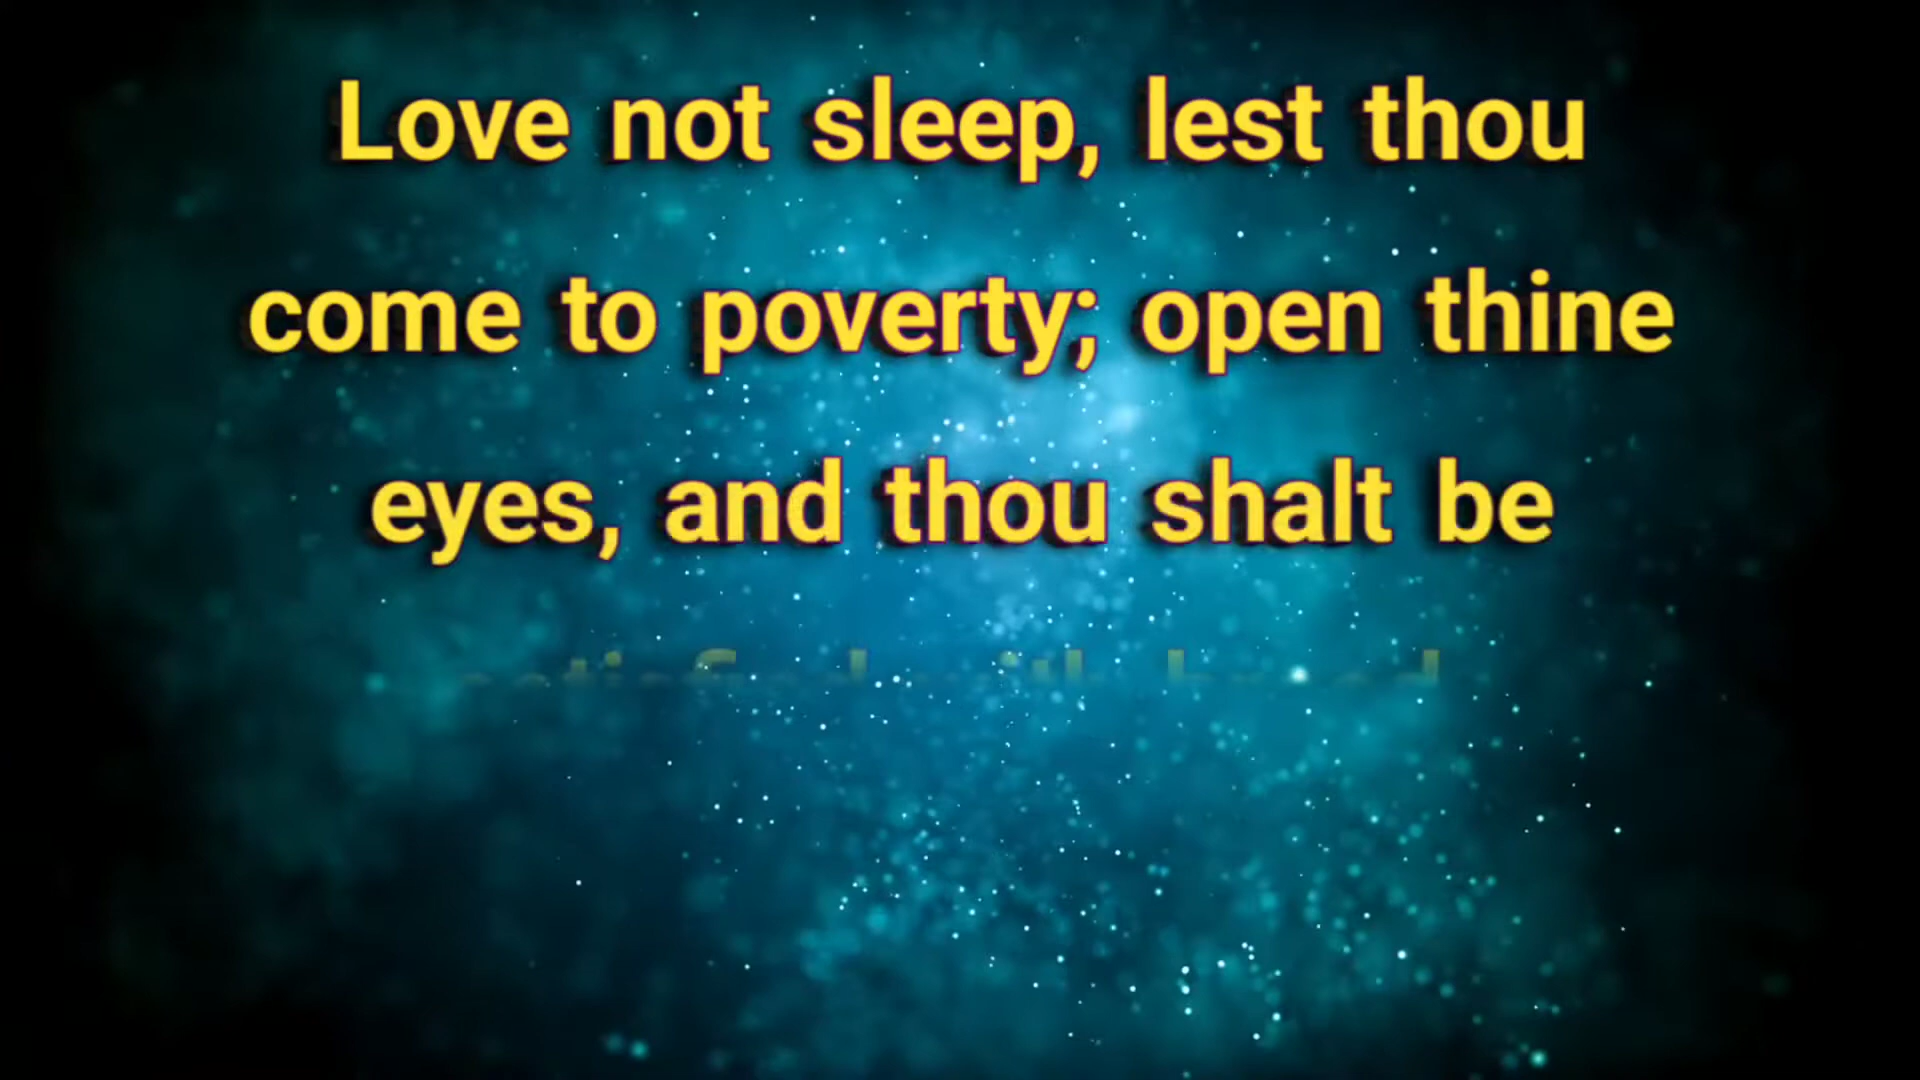 Love not sleep, lest thou
come to poverty; open thine
eyes, and thou shalt be